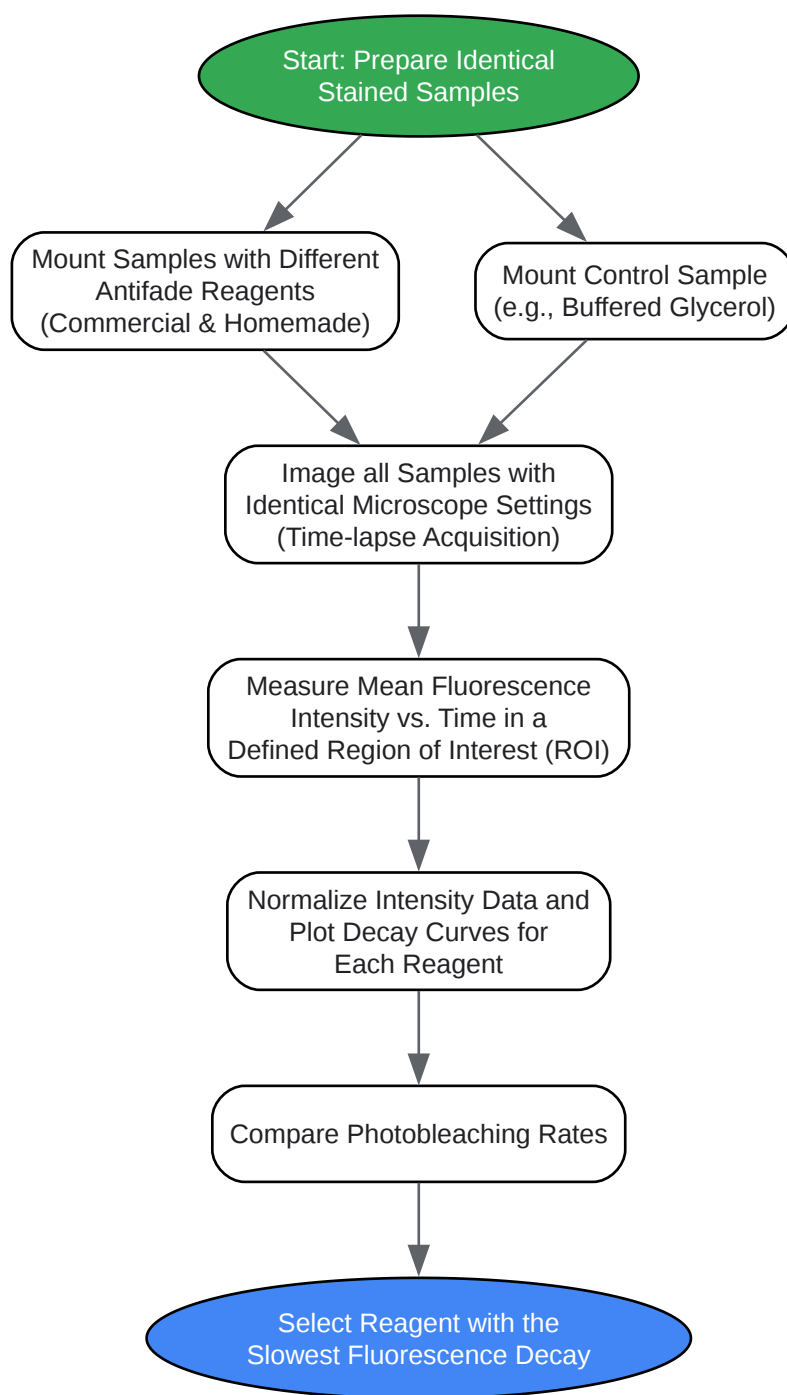 Start: Prepare Identical
Stained Samples
Mount Samples with Different
Antifade Reagents
(Commercial & Homemade)
Mount Control Sample
(e.g., Buffered Glycerol)
Image all Samples with
Identical Microscope Settings
(Time-lapse Acquisition)
Measure Mean Fluorescence
Intensity vs. Time in a
Defined Region of Interest (ROI)
Normalize Intensity Data and
Plot Decay Curves for
Each Reagent
Compare Photobleaching Rates
Select Reagent with the
Slowest Fluorescence Decay